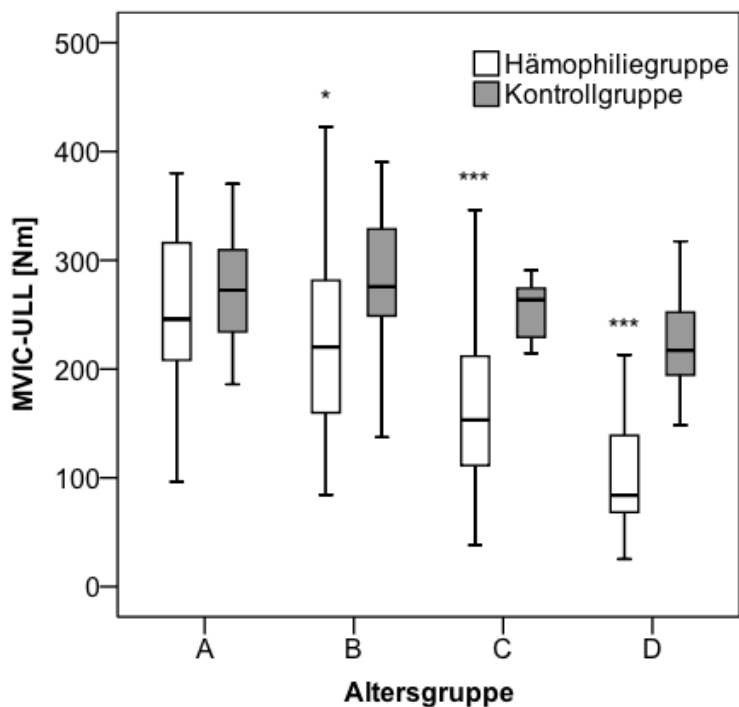 500
400
300
200
100
0
MVIC-ULL [Nm]
Hämophiliegruppe
Kontrollgruppe
*
***
***
A B C D
Altersgruppe